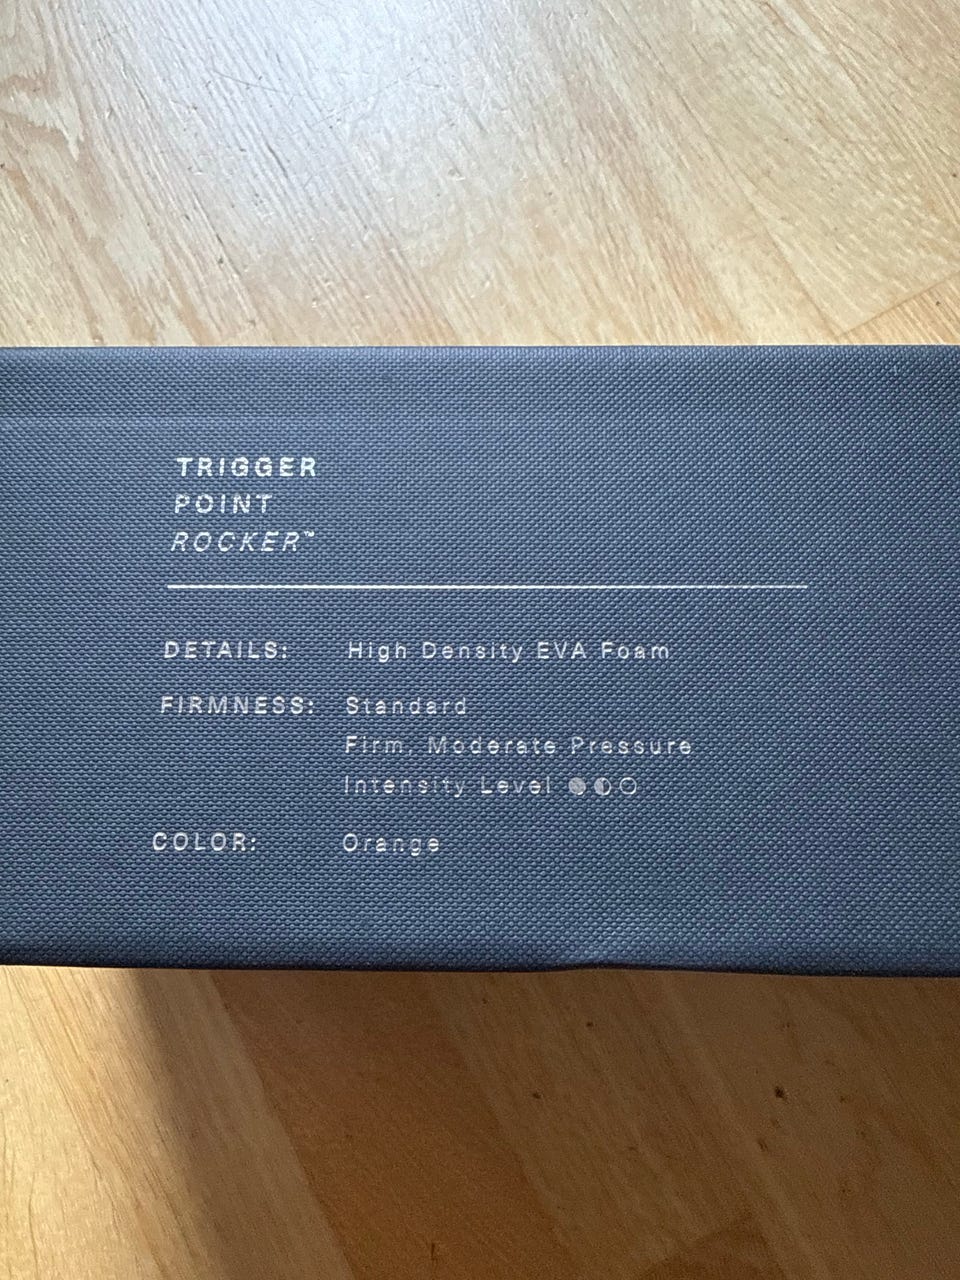 TRIGGER
POINT
ROCKER™
DETAILS: High Density EVA Foam
FIRMNESS: Standard
Firm, Moderate Pressure
Intensity Level
COLOR: Orange